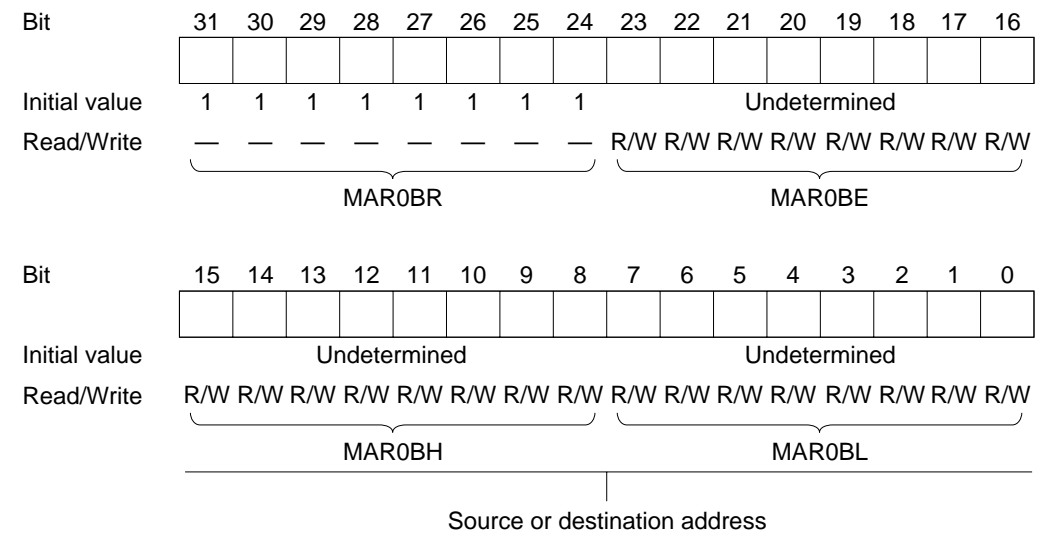 Bit 31 30 29 28 27 26 25 24 23 22 21 20 19 18 17 16
Initial value 1 1 1 1 1 1 1 1 Undetermined
Read/Write — — — — — — — — R/W R/W R/W R/W R/W R/W R/W R/W
MAR0BR MAR0BE
Bit 15 14 13 12 11 10 9 8 7 6 5 4 3 2 1 0
Initial value Undetermined Undetermined
Read/Write R/W R/W R/W R/W R/W R/W R/W R/W R/W R/W R/W R/W R/W R/W R/W R/W
MAR0BH MAR0BL
Source or destination address